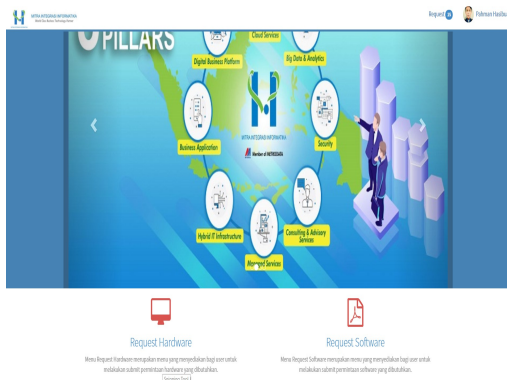 MITRA INTEGRASI INFORMATIKA
Request
Rahman Hasibu
8 PILLARS
Cloud Services
Digital Business Platform
Big Data & Analytics
MITRA INTEGRASI INFORMATIKA
Member of METRODATA
Business Application
Security
Hybrid IT Infrastructure
Consulting & Advisory
Services
Managed Services
Request Hardware
Request Software
Menu Request Hardware merupakan menu yang menyediakan bagi user untuk
melakukan submit permintaan hardware yang dibutuhkan.
Menu Request Software merupakan menu yang menyediakan bagi user untuk
melakukan submit permintaan software yang dibutuhkan.